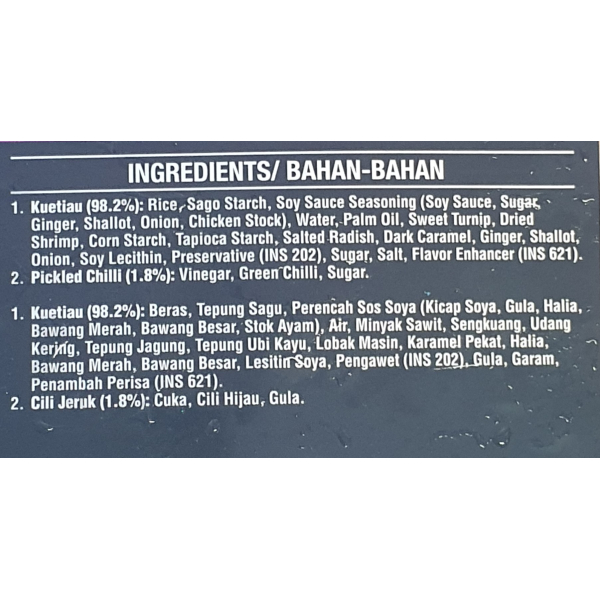 INGREDIENTS/ BAHAN-BAHAN
1. Kuetiau (98.2%): Rice, Sago Starch, Soy Sauce Seasoning (Soy Sauce, Sugar,
Ginger, Shallot, Onion, Chicken Stock), Water, Palm Oil, Sweet Turnip, Dried
Shrimp, Corn Starch, Tapioca Starch, Salted Radish, Dark Caramel, Ginger, Shallot,
Onion, Soy Lecithin, Preservative (INS 202), Sugar, Salt, Flavor Enhancer (INS 621).
2. Pickled Chilli (1.8%): Vinegar, Green Chilli, Sugar.
1. Kuetiau (98.2%): Beras, Tepung Sagu, Perencah Sos Soya (Kicap Soya, Gula, Halia,
Bawang Merah, Bawang Besar, Stok Ayam), Air, Minyak Sawit, Sengkuang, Udang
Kering, Tepung Jagung, Tepung Ubi Kayu, Lobak Masin, Karamel Pekat, Halia,
Bawang Merah, Bawang Besar, Lesitin Soya, Pengawet (INS 202), Gula, Garam,
Penambah Perisa (INS 621).
2. Cili Jeruk (1.8%): Cuka, Cili Hijau, Gula.